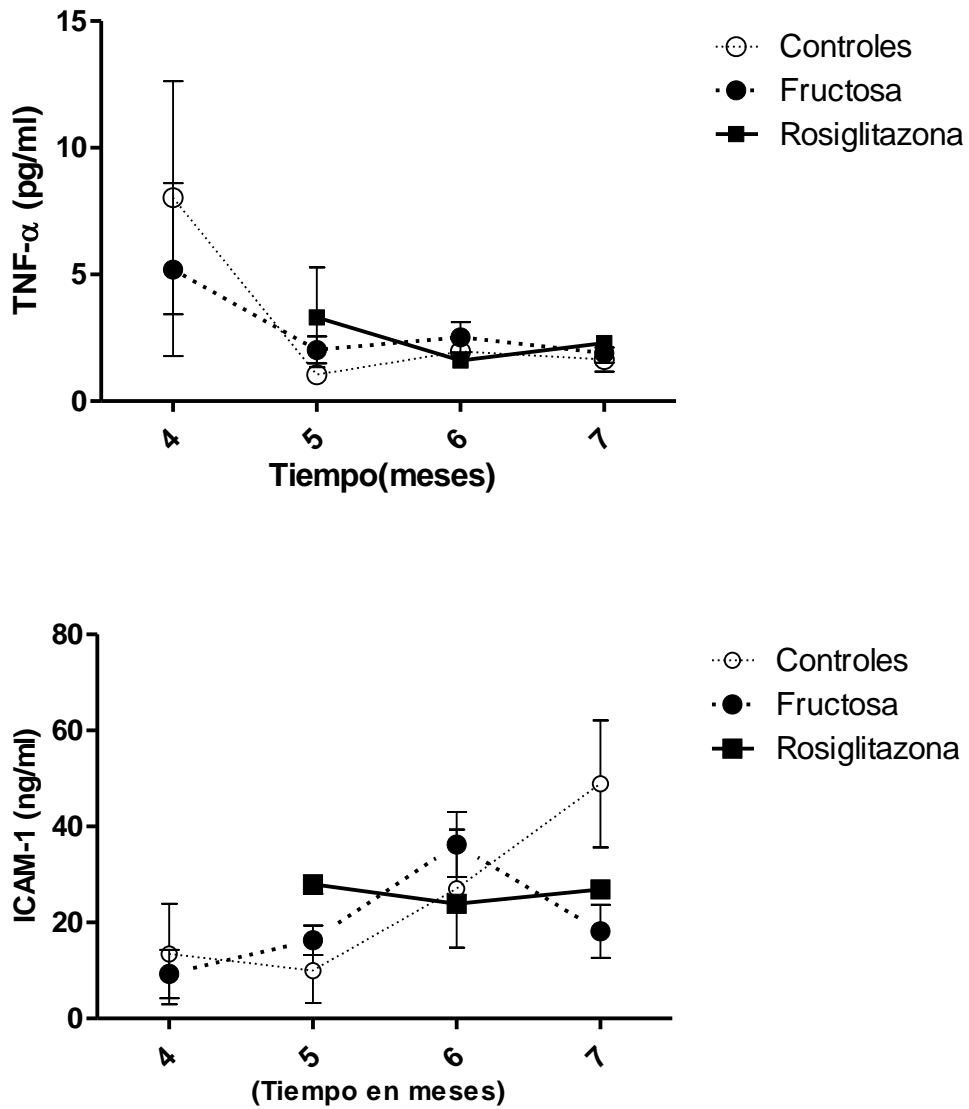 15
10
5
0
TNF-α (pg/ml)
4
5
6
7
Tiempo(meses)
Controles
Fructosa
Rosiglitazona
80
60
40
20
0
ICAM-1 (ng/ml)
4
5
6
7
(Tiempo en meses)
Controles
Fructosa
Rosiglitazona